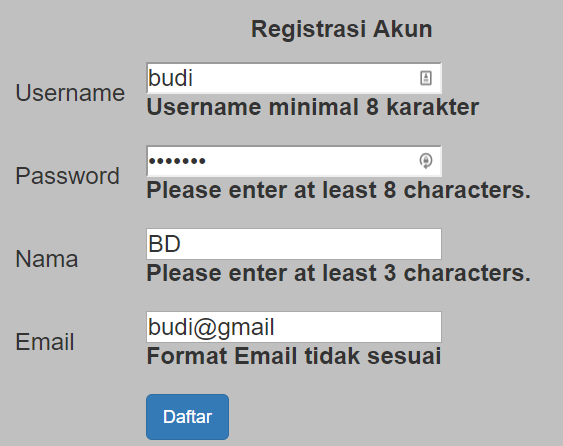 Registrasi Akun
Username budi
Username minimal 8 karakter
Password •••••••
Please enter at least 8 characters.
Nama BD
Please enter at least 3 characters.
Email budi@gmail
Format Email tidak sesuai
Daftar